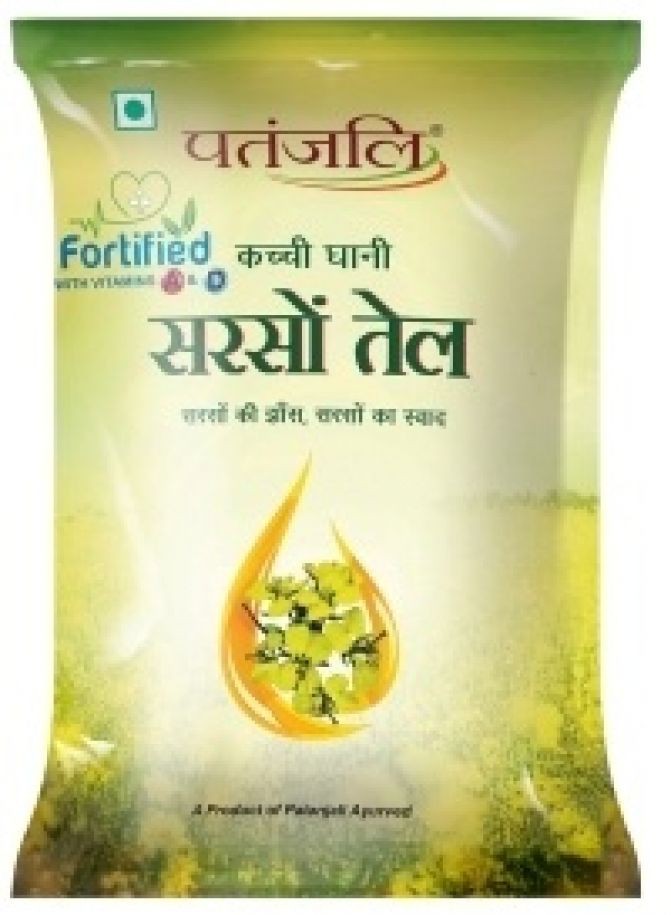 पतंजलि®
Fortified
WITH VITAMINS A & D
कच्ची घानी
सरसों तेल
सरसों की झाँस, सरसों का स्वाद
A Product of Patanjali Ayurved